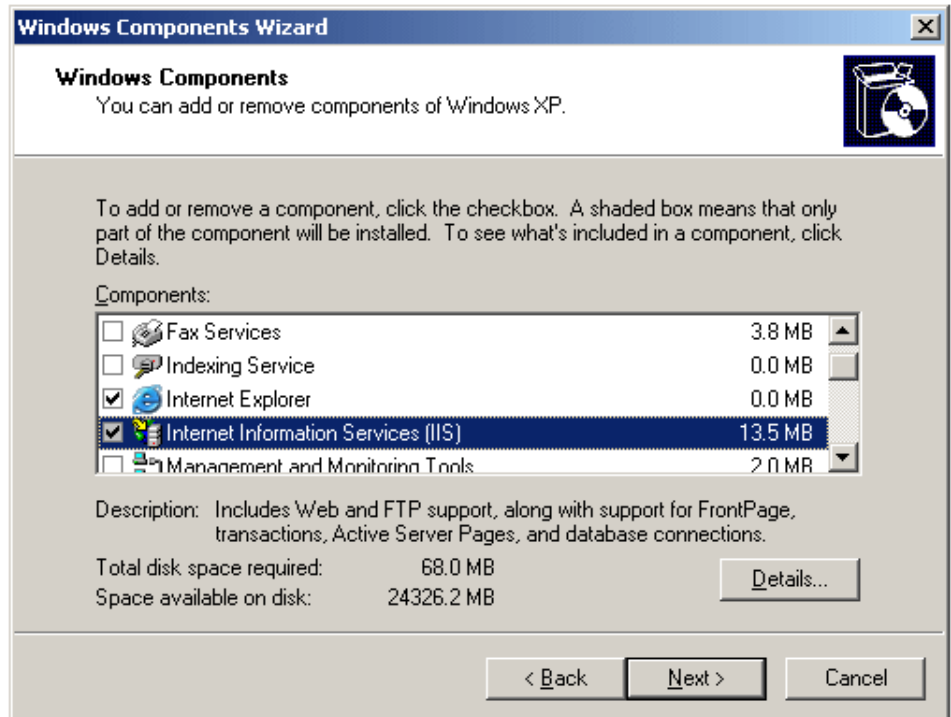 Windows Components Wizard
Windows Components
You can add or remove components of Windows XP.
To add or remove a component, click the checkbox. A shaded box means that only
part of the component will be installed. To see what's included in a component, click
Details.
Components:
Fax Services 3.8 MB
Indexing Service 0.0 MB
Internet Explorer 0.0 MB
Internet Information Services (IIS) 13.5 MB
Management and Monitoring Tools 2.0 MB
Description: Includes Web and FTP support, along with support for FrontPage,
transactions, Active Server Pages, and database connections.
Total disk space required: 68.0 MB
Space available on disk: 24326.2 MB
Details...
< Back Next > Cancel